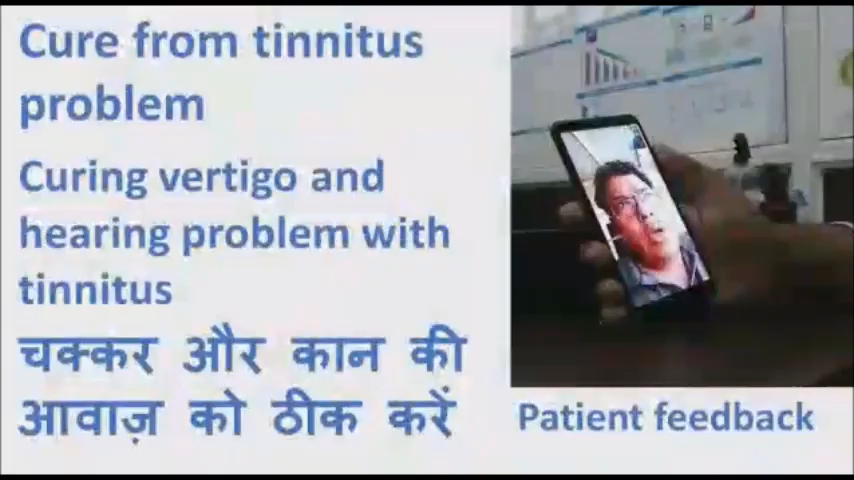 Cure from tinnitus
problem
Curing vertigo and
hearing problem with
tinnitus
चक्कर और कान की
आवाज़ को ठीक करें
Patient feedback